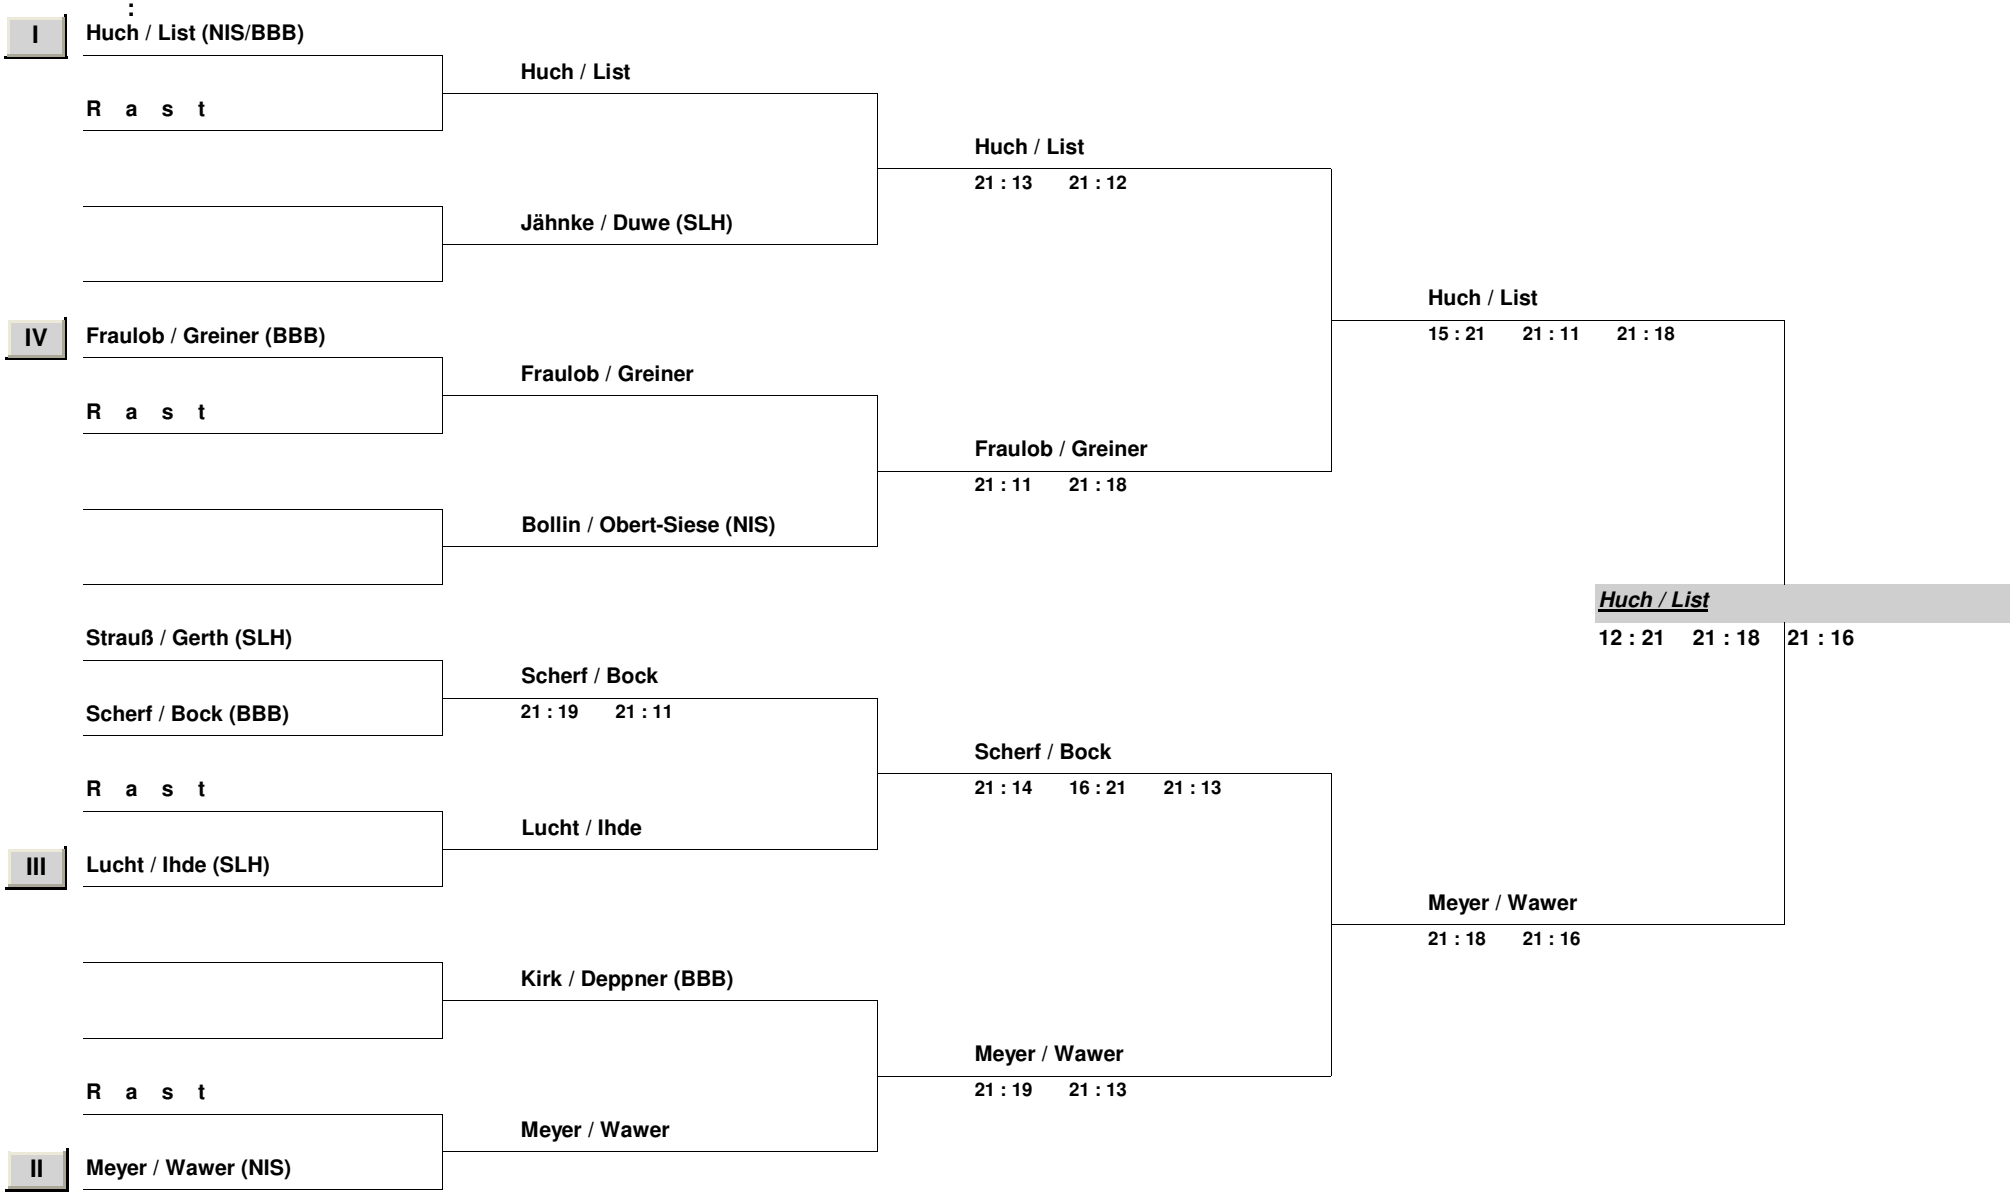 :
I Huch / List (NIS/BBB)
Huch / List
R a s t
Huch / List
21 : 13 21 : 12
Jähnke / Duwe (SLH)
Huch / List
15 : 21 21 : 11 21 : 18
IV Fraulob / Greiner (BBB)
Fraulob / Greiner
R a s t
Fraulob / Greiner
21 : 11 21 : 18
Bollin / Obert-Siese (NIS)
Huch / List
12 : 21 21 : 18 21 : 16
Strauß / Gerth (SLH)
Scherf / Bock
21 : 19 21 : 11
Scherf / Bock (BBB)
Scherf / Bock
21 : 14 16 : 21 21 : 13
R a s t
Lucht / Ihde
III Lucht / Ihde (SLH)
Meyer / Wawer
21 : 18 21 : 16
Kirk / Deppner (BBB)
Meyer / Wawer
21 : 19 21 : 13
R a s t
Meyer / Wawer
II Meyer / Wawer (NIS)